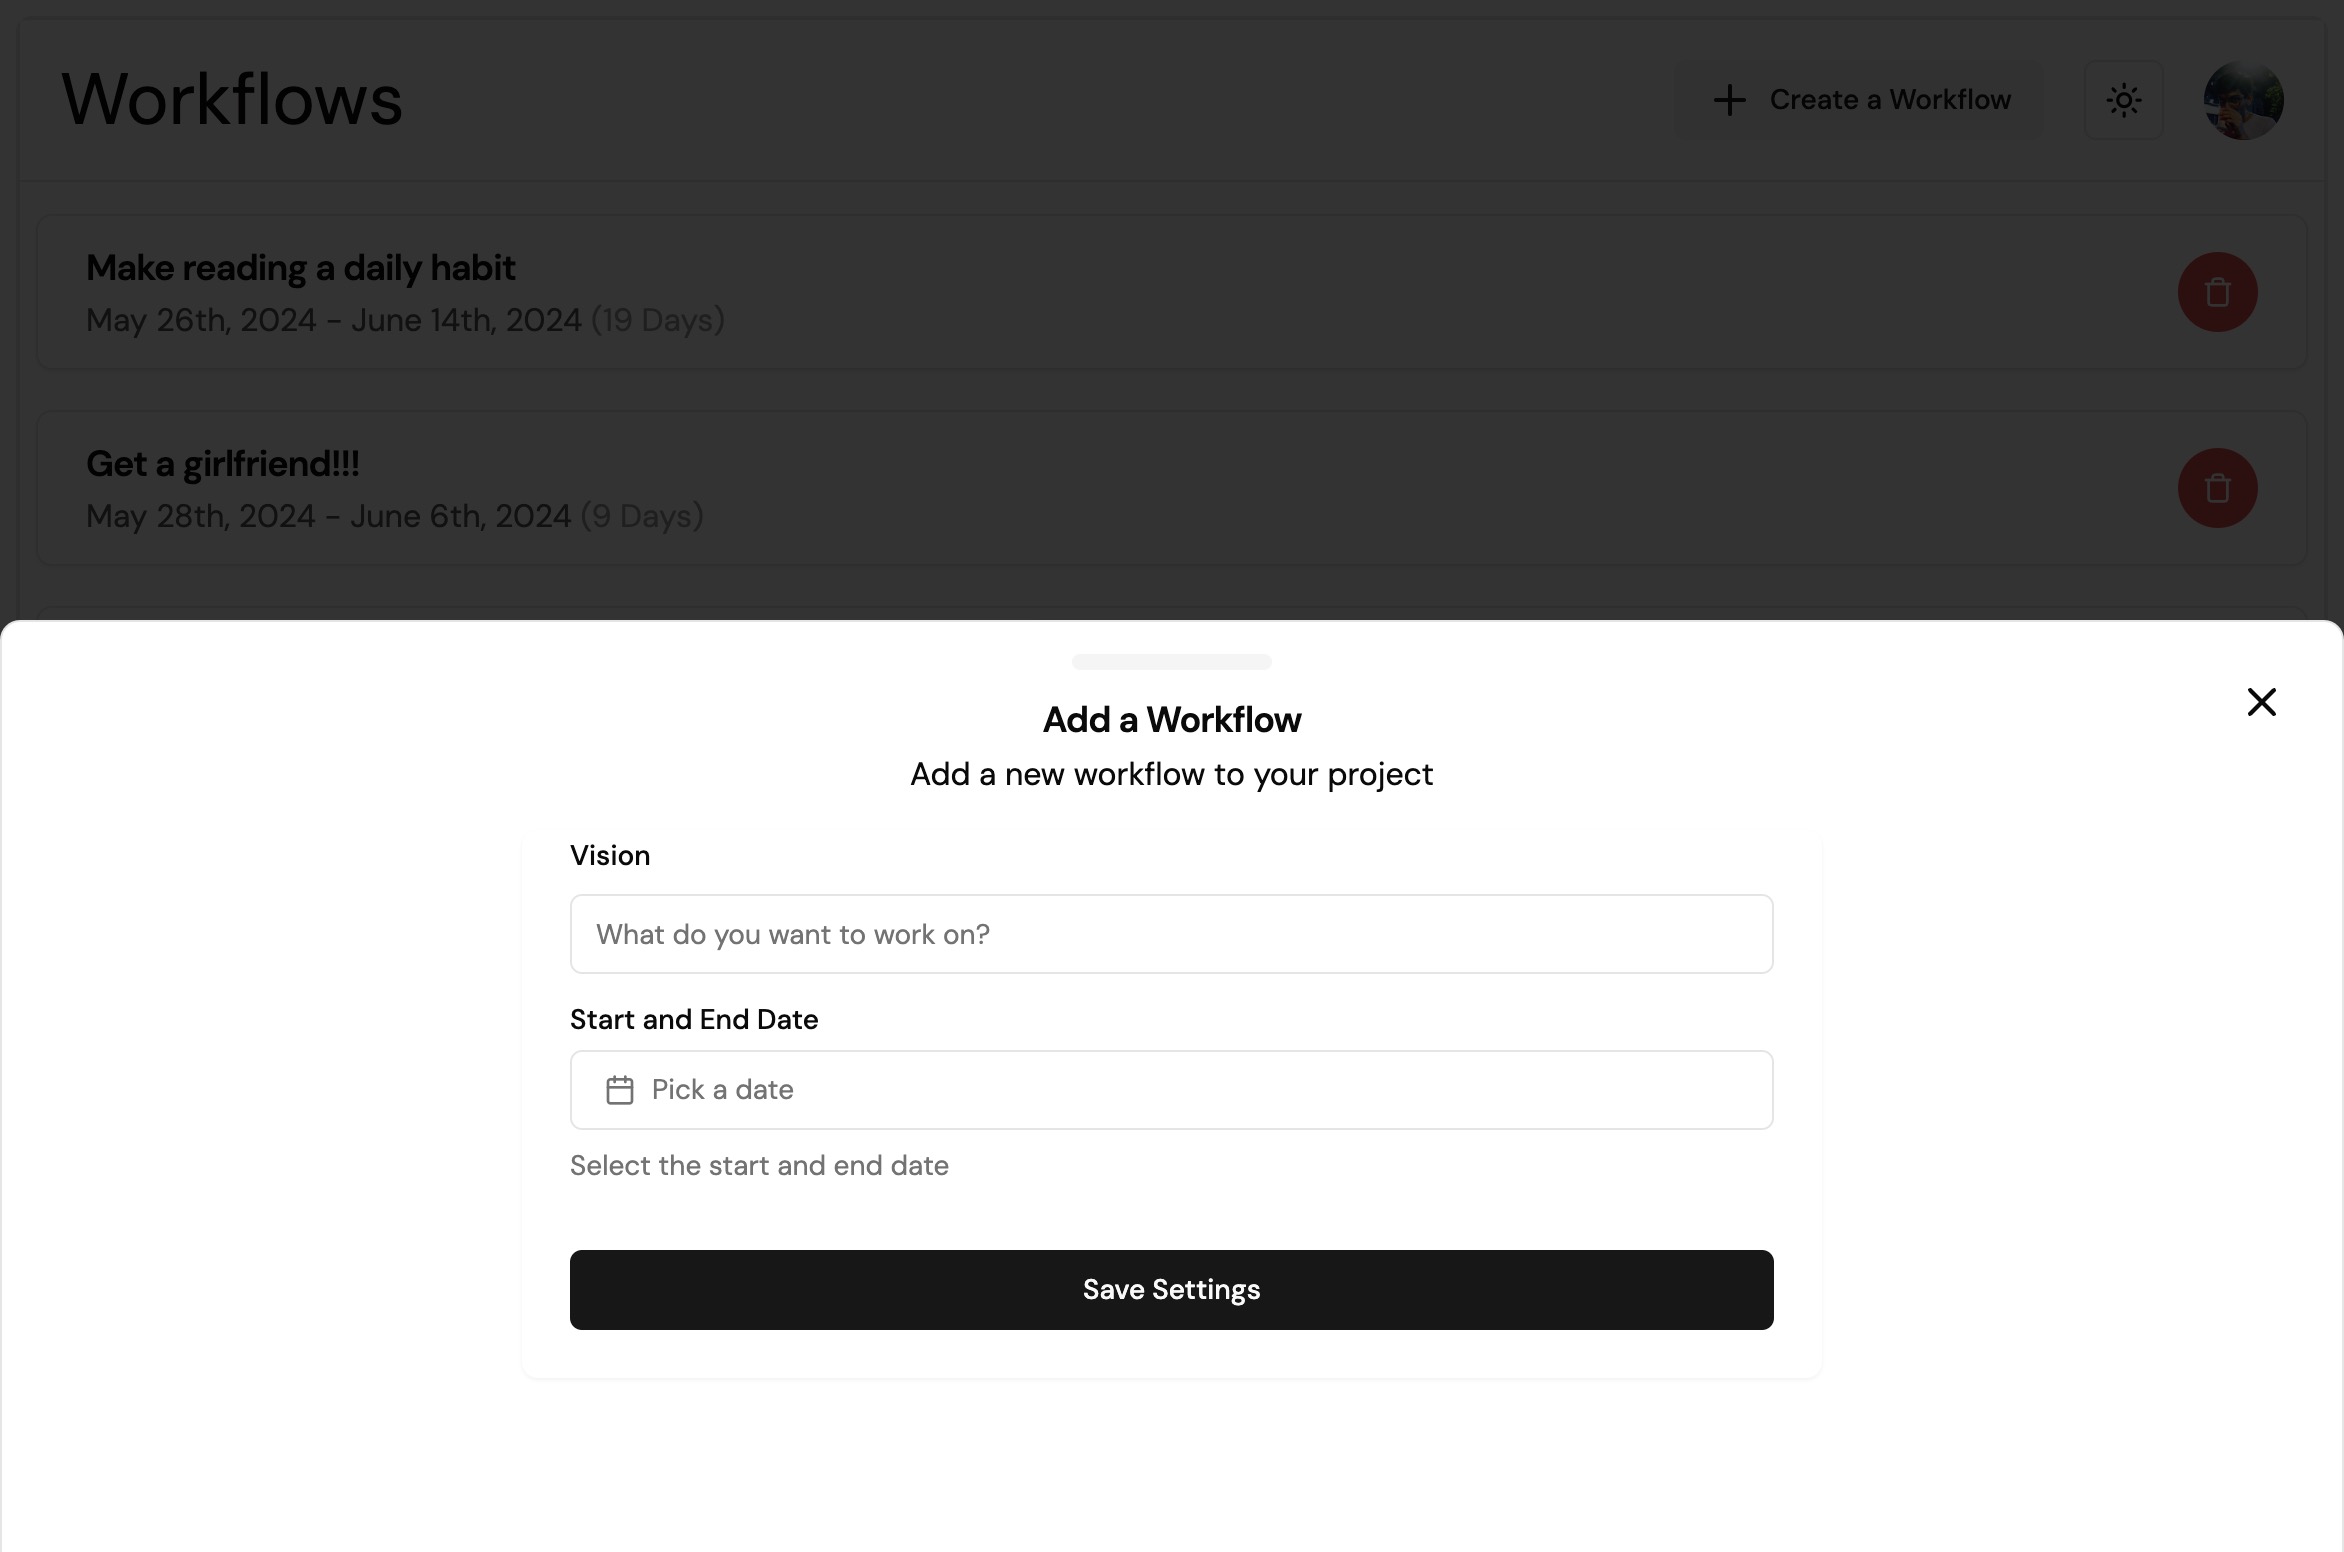 Workflows
Create a Workflow
Make reading a daily habit
May 26th, 2024 – June 14th, 2024 (19 Days)
Get a girlfriend!!!
May 28th, 2024 – June 6th, 2024 (9 Days)
Add a Workflow
Add a new workflow to your project
Vision
What do you want to work on?
Start and End Date
Pick a date
Select the start and end date
Save Settings